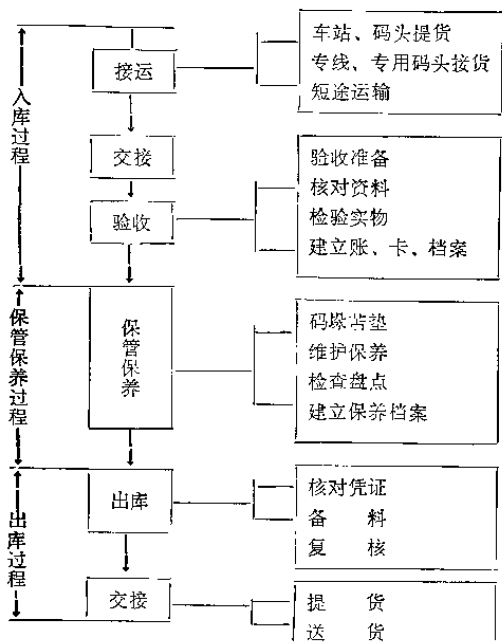 入库过程
接运
车站、码头提货
专线、专用码头接货
短途运输
交接
验收
验收准备
核对资料
检验实物
建立账、卡、档案
保管保养过程
保管保养
码垛苫垫
维护保养
检查盘点
建立保养档案
出库过程
出库
核对凭证
备 料
复 核
交接
提 货
送 货